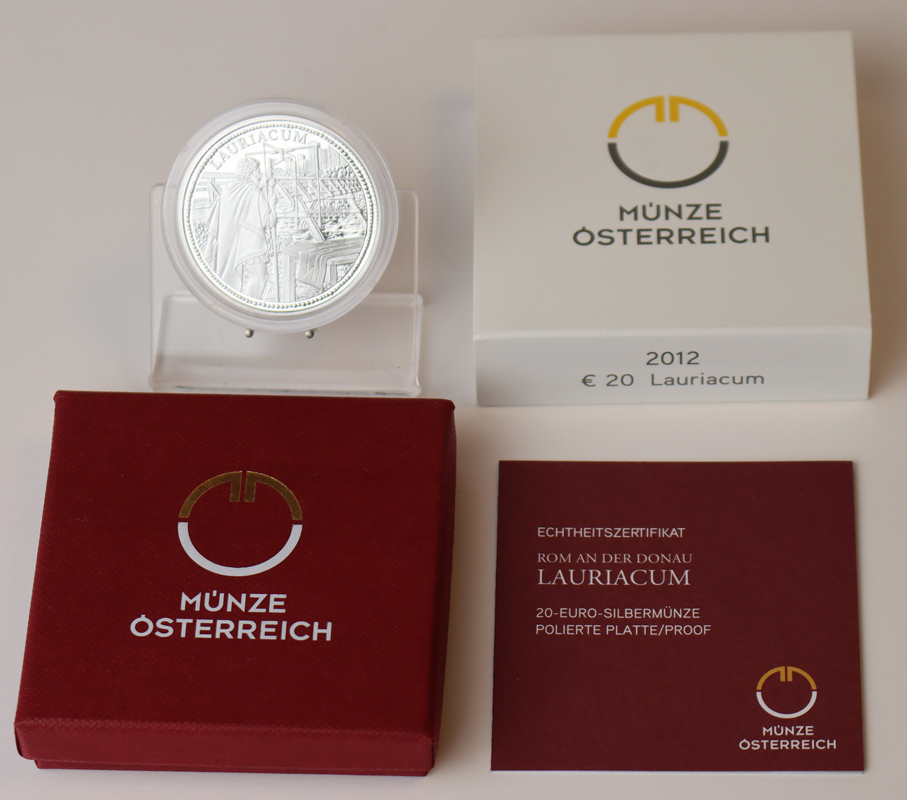 LAURIACUM
MÜNZE
ÖSTERREICH
2012
€ 20 Lauriacum
MÜNZE
ÖSTERREICH
ECHTHEITSZERTIFIKAT
ROM AN DER DONAU
LAURIACUM
20-EURO-SILBERMÜNZE
POLIERTE PLATTE/PROOF
MÜNZE
ÖSTERREICH